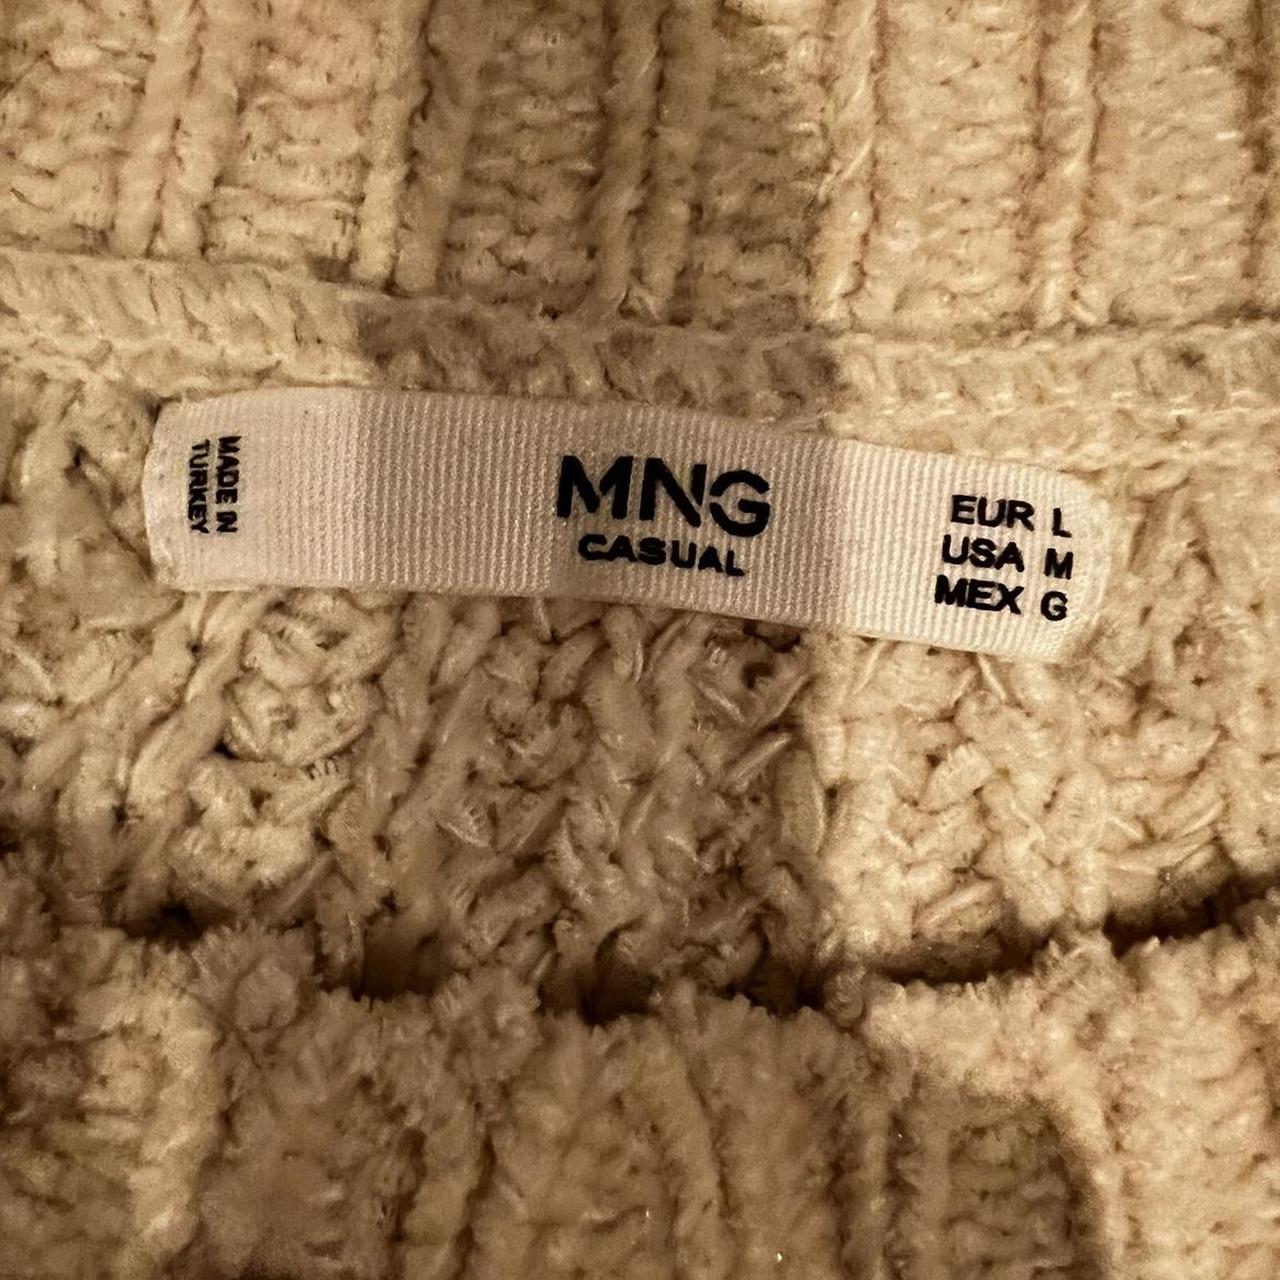 MADE IN
TURKEY
MNG
CASUAL
EUR L
USA M
MEX G